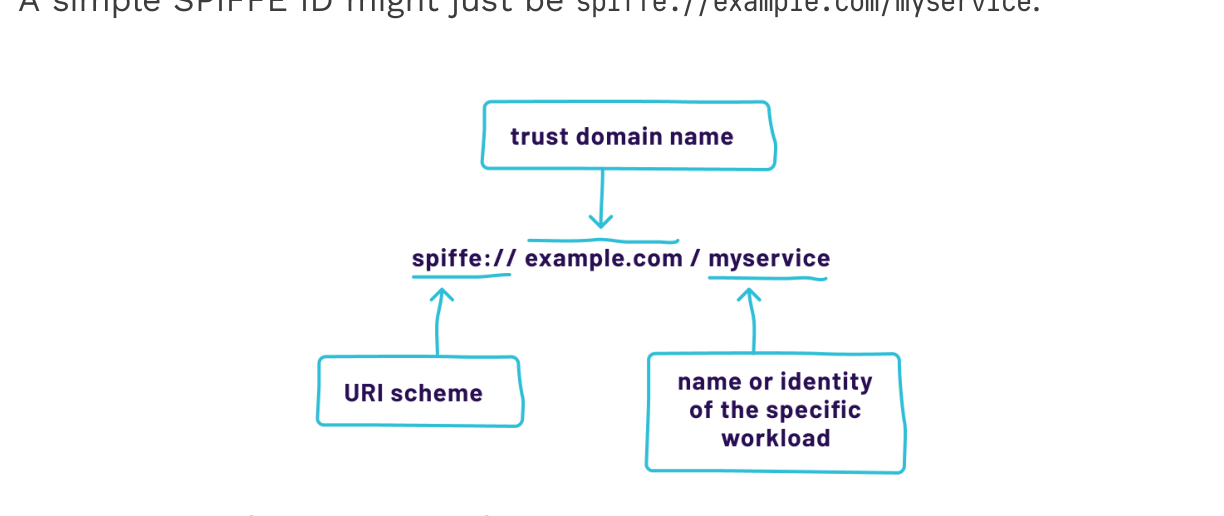 A simple SPIFFE ID might just be spiffe://example.com/myservice.
trust domain name
spiffe:// example.com / myservice
URI scheme
name or identity
of the specific
workload